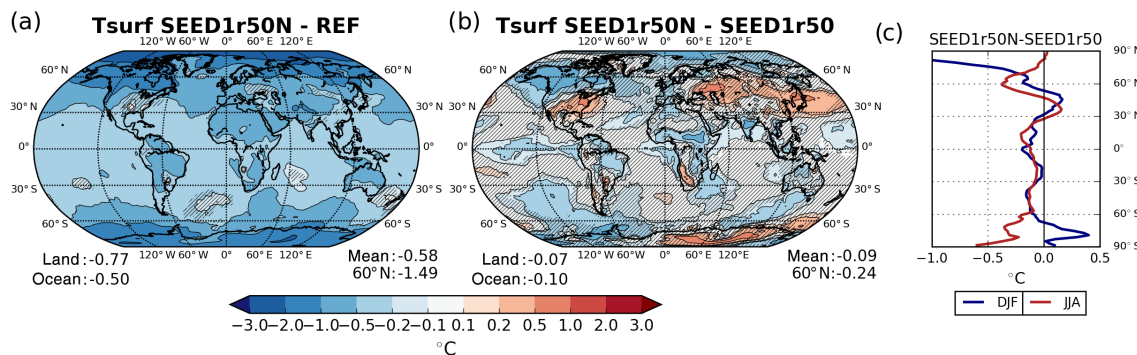 (a)
Tsurf SEED1r50N - REF
120°W 60°W 0° 60°E 120°E
60°N
60°N
30°N
30°N
0°
0°
30°S
30°S
60°S
60°S
120°W 60°W 0° 60°E 120°E
Land:-0.77
Ocean:-0.50
Mean:-0.58
60°N:-1.49
(b)
Tsurf SEED1r50N - SEED1r50
120°W 60°W 0° 60°E 120°E
60°N
60°N
30°N
30°N
0°
0°
30°S
30°S
60°S
60°S
120°W 60°W 0° 60°E 120°E
Land:-0.07
Ocean:-0.10
Mean:-0.09
60°N:-0.24
-3.0 -2.0 -1.0 -0.5 -0.2 -0.1 0.1 0.2 0.5 1.0 2.0 3.0
°C
(c)
SEED1r50N-SEED1r50
90°N
60°N
30°N
0°
30°S
60°S
90°S
-1.0 -0.5 0.0 0.5
°C
DJF JJA